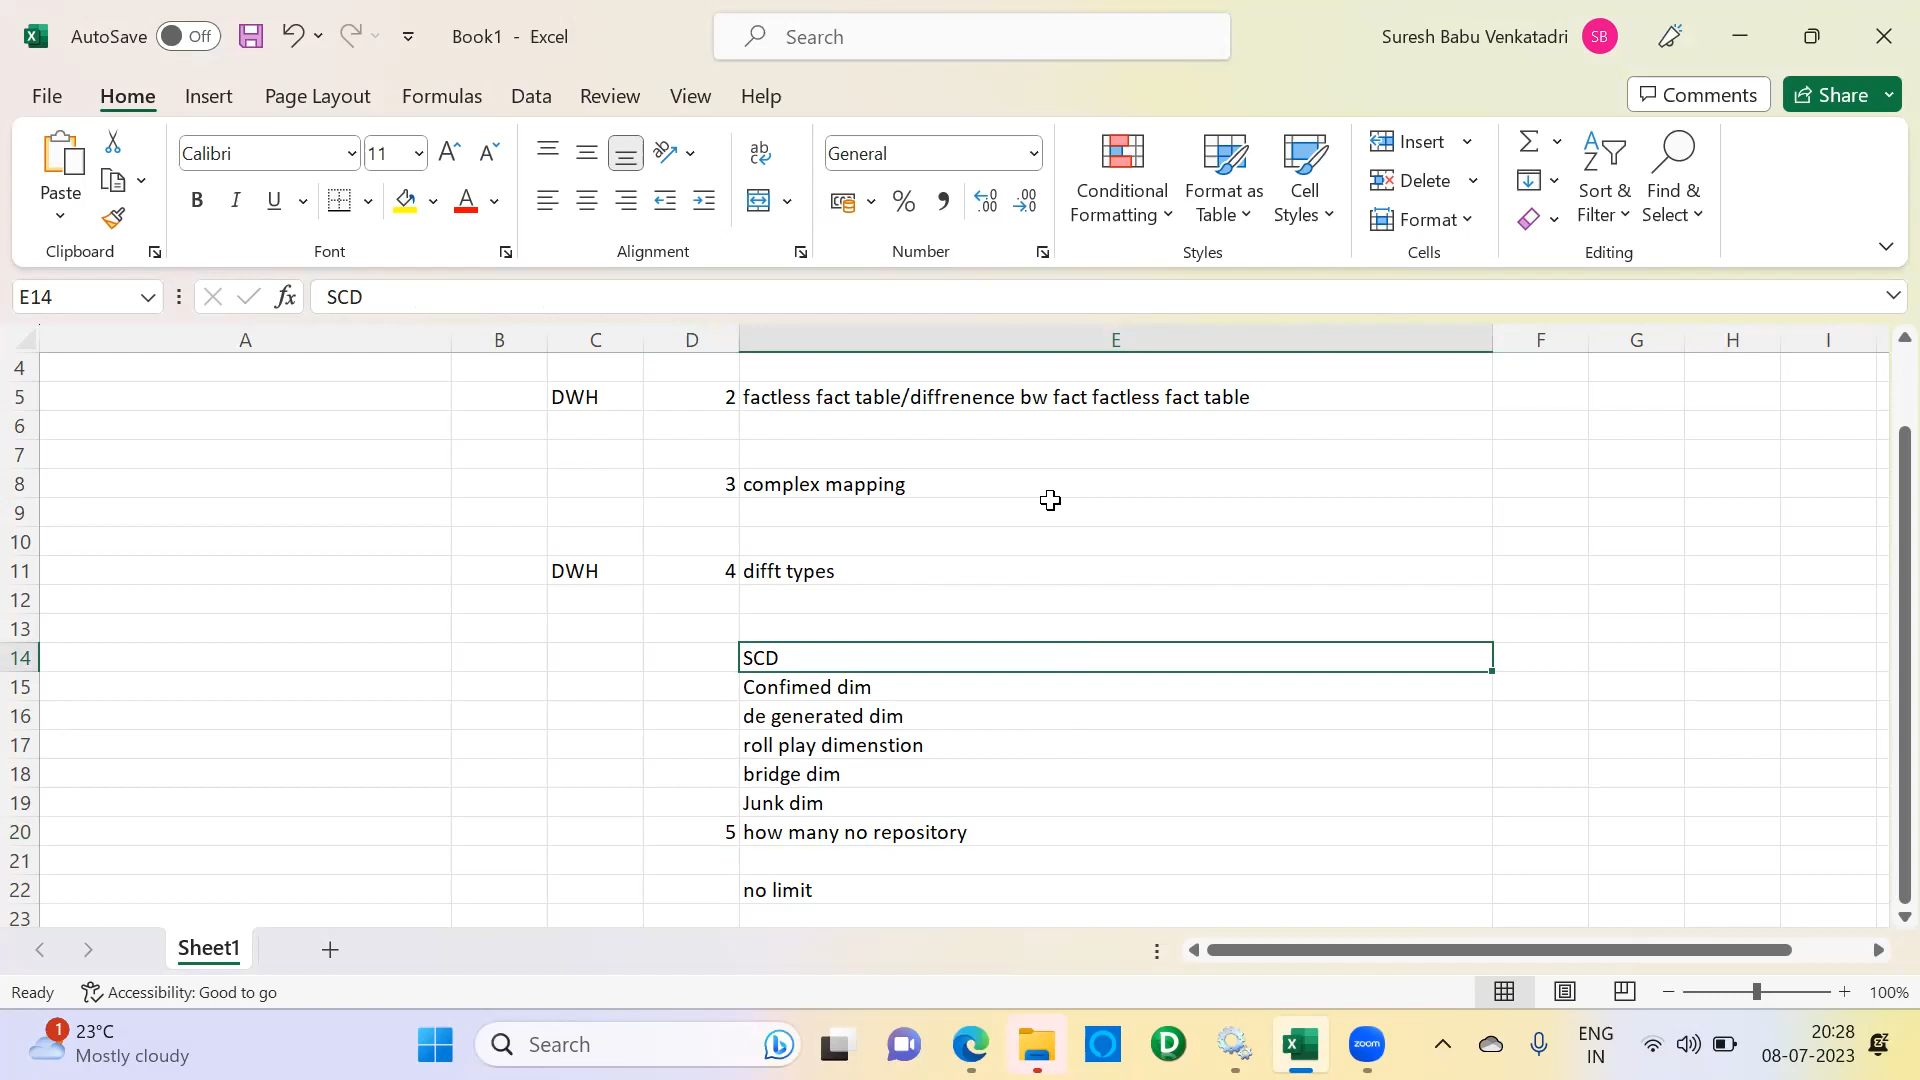 AutoSave Off Book1 - Excel Search Suresh Babu Venkatadri SB
File Home Insert Page Layout Formulas Data Review View Help Comments Share
Paste Calibri 11 General Conditional Formatting Format as Table Cell Styles Insert Delete Format Sort & Filter Find & Select
Clipboard Font Alignment Number Styles Cells Editing
E14 fx SCD
A B C D E F G H I
4
5 DWH 2 factless fact table/diffrenence bw fact factless fact table
6
7
8 3 complex mapping
9
10
11 DWH 4 difft types
12
13
14 SCD
15 Confimed dim
16 de generated dim
17 roll play dimenstion
18 bridge dim
19 Junk dim
20 5 how many no repository
21
22 no limit
23
Sheet1
Ready Accessibility: Good to go 100%
1 23°C Search zoom ENG 20:28
Mostly cloudy IN 08-07-2023